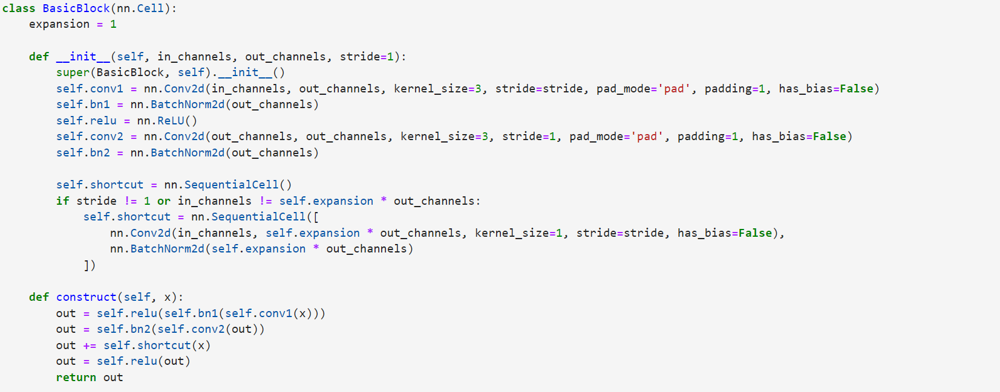 class BasicBlock(nn.Cell):
    expansion = 1

    def __init__(self, in_channels, out_channels, stride=1):
        super(BasicBlock, self).__init__()
        self.conv1 = nn.Conv2d(in_channels, out_channels, kernel_size=3, stride=stride, pad_mode='pad', padding=1, has_bias=False)
        self.bn1 = nn.BatchNorm2d(out_channels)
        self.relu = nn.ReLU()
        self.conv2 = nn.Conv2d(out_channels, out_channels, kernel_size=3, stride=1, pad_mode='pad', padding=1, has_bias=False)
        self.bn2 = nn.BatchNorm2d(out_channels)

        self.shortcut = nn.SequentialCell()
        if stride != 1 or in_channels != self.expansion * out_channels:
            self.shortcut = nn.SequentialCell([
                nn.Conv2d(in_channels, self.expansion * out_channels, kernel_size=1, stride=stride, has_bias=False),
                nn.BatchNorm2d(self.expansion * out_channels)
            ])

    def construct(self, x):
        out = self.relu(self.bn1(self.conv1(x)))
        out = self.bn2(self.conv2(out))
        out += self.shortcut(x)
        out = self.relu(out)
        return out